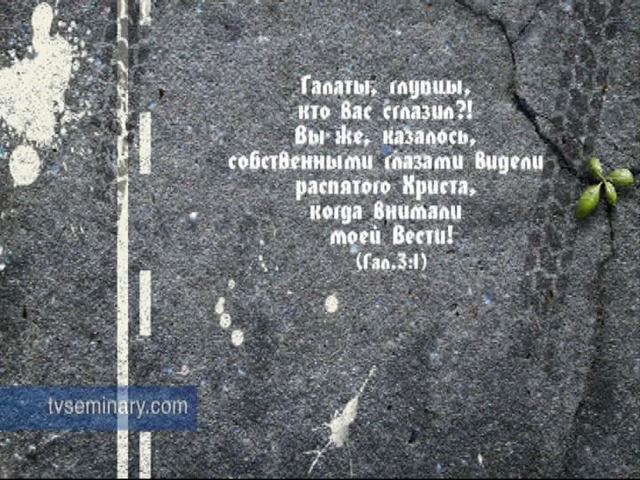 Галаты, глупцы,
кто вас сглазил?!
Вы же, казалось,
собственными глазами видели
распятого Христа,
когда внимали
моей Вести!
(Гал.3:1)
tvseminary.com